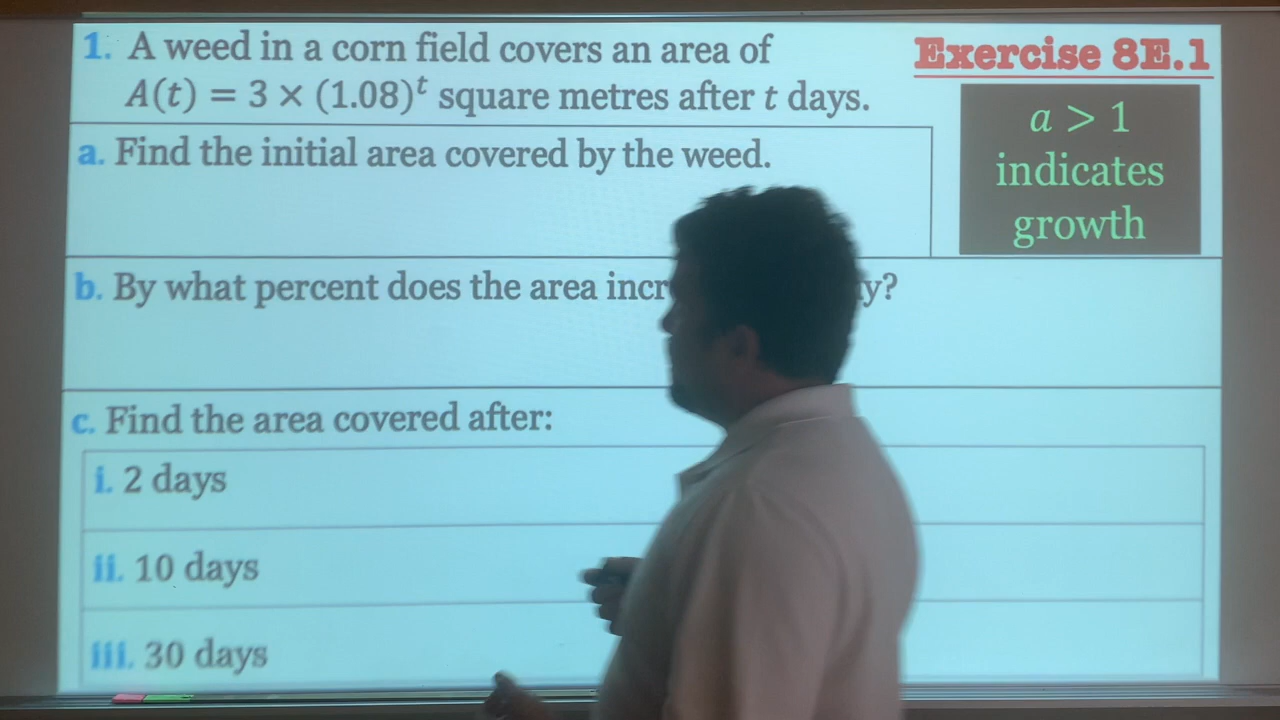 1. A weed in a corn field covers an area of
A(t) = 3 × (1.08)^t square metres after t days.
Exercise 8E.1
a > 1
indicates
growth
a. Find the initial area covered by the weed.
b. By what percent does the area
c. Find the area covered after:
i. 2 days
ii. 10 days
iii. 30 days